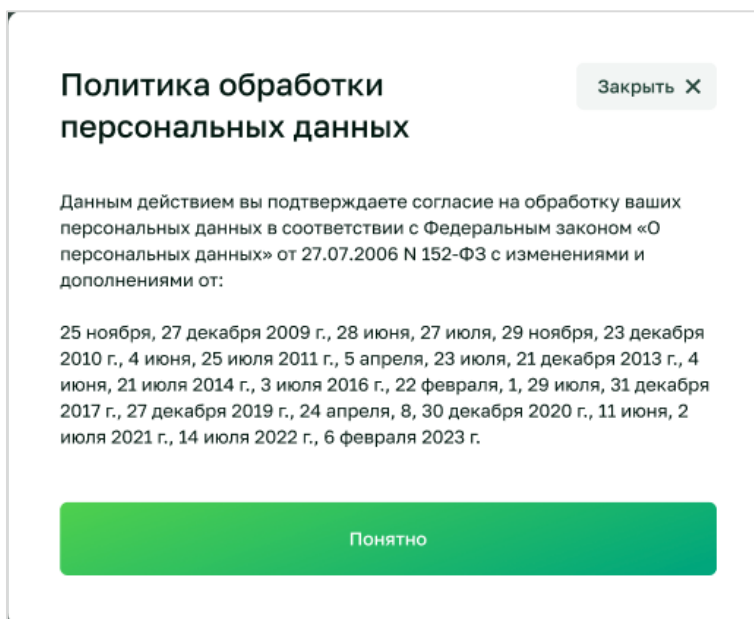 Политика обработки
персональных данных
Закрыть ✕
Данным действием вы подтверждаете согласие на обработку ваших
персональных данных в соответствии с Федеральным законом «О
персональных данных» от 27.07.2006 N 152-ФЗ с изменениями и
дополнениями от:
25 ноября, 27 декабря 2009 г., 28 июня, 27 июля, 29 ноября, 23 декабря
2010 г., 4 июня, 25 июля 2011 г., 5 апреля, 23 июля, 21 декабря 2013 г., 4
июня, 21 июля 2014 г., 3 июля 2016 г., 22 февраля, 1, 29 июля, 31 декабря
2017 г., 27 декабря 2019 г., 24 апреля, 8, 30 декабря 2020 г., 11 июня, 2
июля 2021 г., 14 июля 2022 г., 6 февраля 2023 г.
Понятно